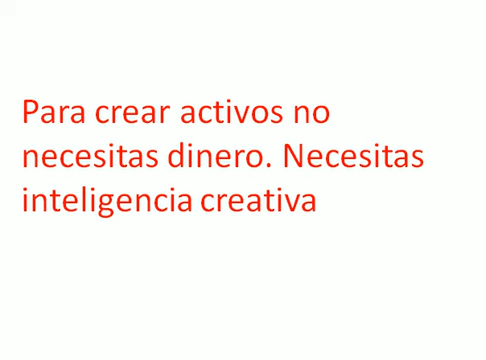 Para crear activos no
necesitas dinero. Necesitas
inteligencia creativa